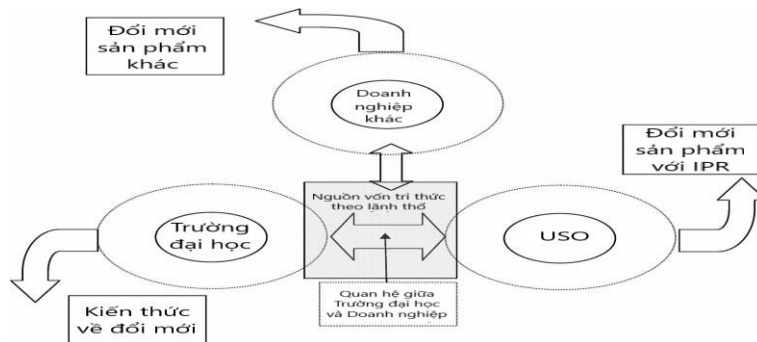 Đổi mới
sản phẩm
khác
Doanh
nghiệp
khác
Đổi mới
sản phẩm
với IPR
Nguồn vốn tri thức
theo lãnh thổ
Trường
đại học
USO
Quan hệ giữa
Trường đại học
và Doanh nghiệp
Kiến thức
về đổi mới